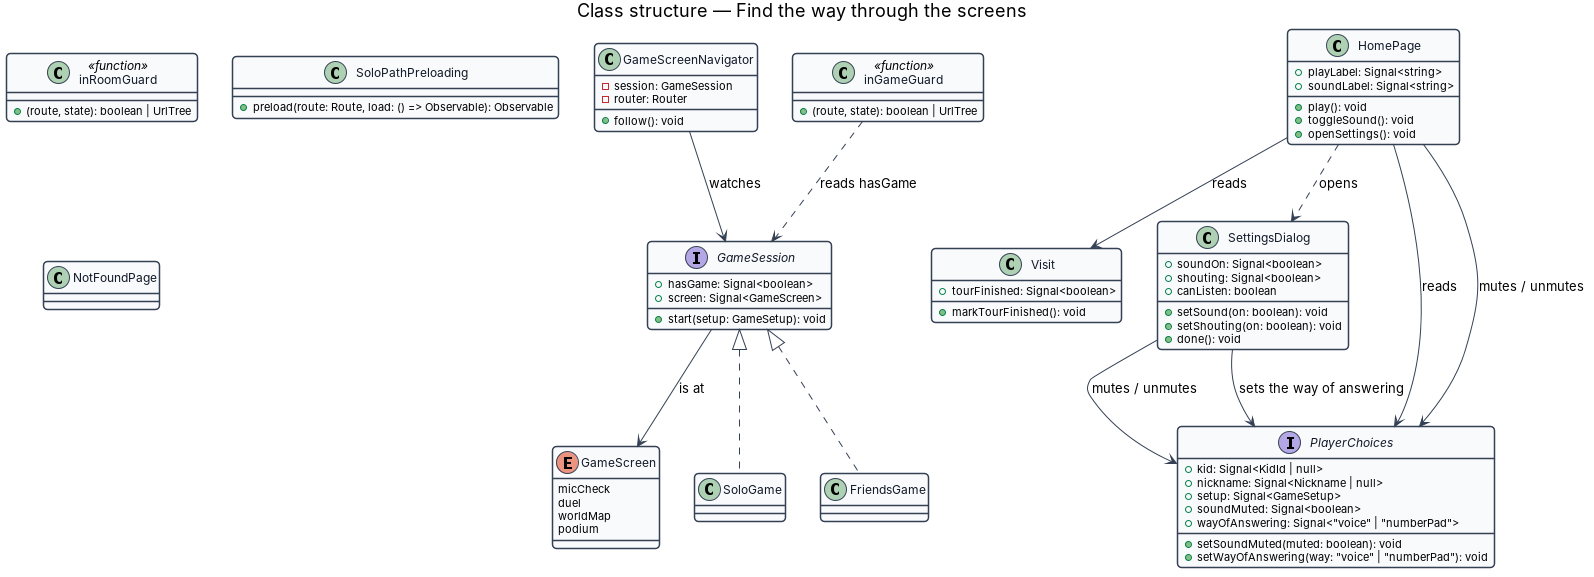 Class structure — Find the way through the screens
«function»
inRoomGuard
(route, state): boolean | UrlTree
SoloPathPreloading
preload(route: Route, load: () => Observable): Observable
GameScreenNavigator
session: GameSession
router: Router
follow(): void
«function»
inGameGuard
(route, state): boolean | UrlTree
HomePage
playLabel: Signal<string>
soundLabel: Signal<string>
play(): void
toggleSound(): void
openSettings(): void
watches
reads hasGame
reads
opens
reads
mutes / unmutes
NotFoundPage
GameSession
hasGame: Signal<boolean>
screen: Signal<GameScreen>
start(setup: GameSetup): void
Visit
tourFinished: Signal<boolean>
markTourFinished(): void
SettingsDialog
soundOn: Signal<boolean>
shouting: Signal<boolean>
canListen: boolean
setSound(on: boolean): void
setShouting(on: boolean): void
done(): void
is at
mutes / unmutes
sets the way of answering
GameScreen
micCheck
duel
worldMap
podium
SoloGame
FriendsGame
PlayerChoices
kid: Signal<KidId | null>
nickname: Signal<Nickname | null>
setup: Signal<GameSetup>
soundMuted: Signal<boolean>
wayOfAnswering: Signal<"voice" | "numberPad">
setSoundMuted(muted: boolean): void
setWayOfAnswering(way: "voice" | "numberPad"): void
C
C
C
C
C
C
I
C
C
E
C
C
I